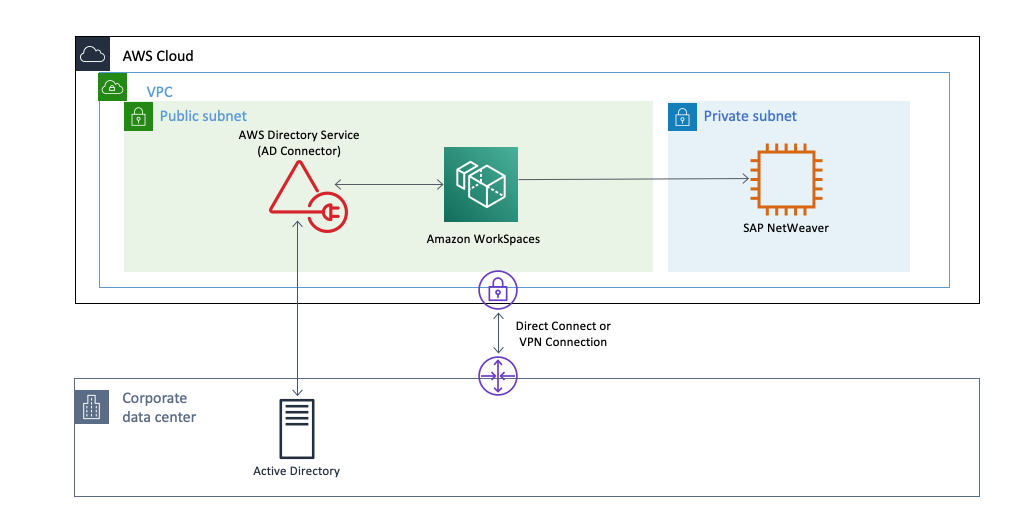 AWS Cloud
VPC
Public subnet
Private subnet
AWS Directory Service
(AD Connector)
Amazon WorkSpaces
SAP NetWeaver
Direct Connect or
VPN Connection
Corporate
data center
Active Directory